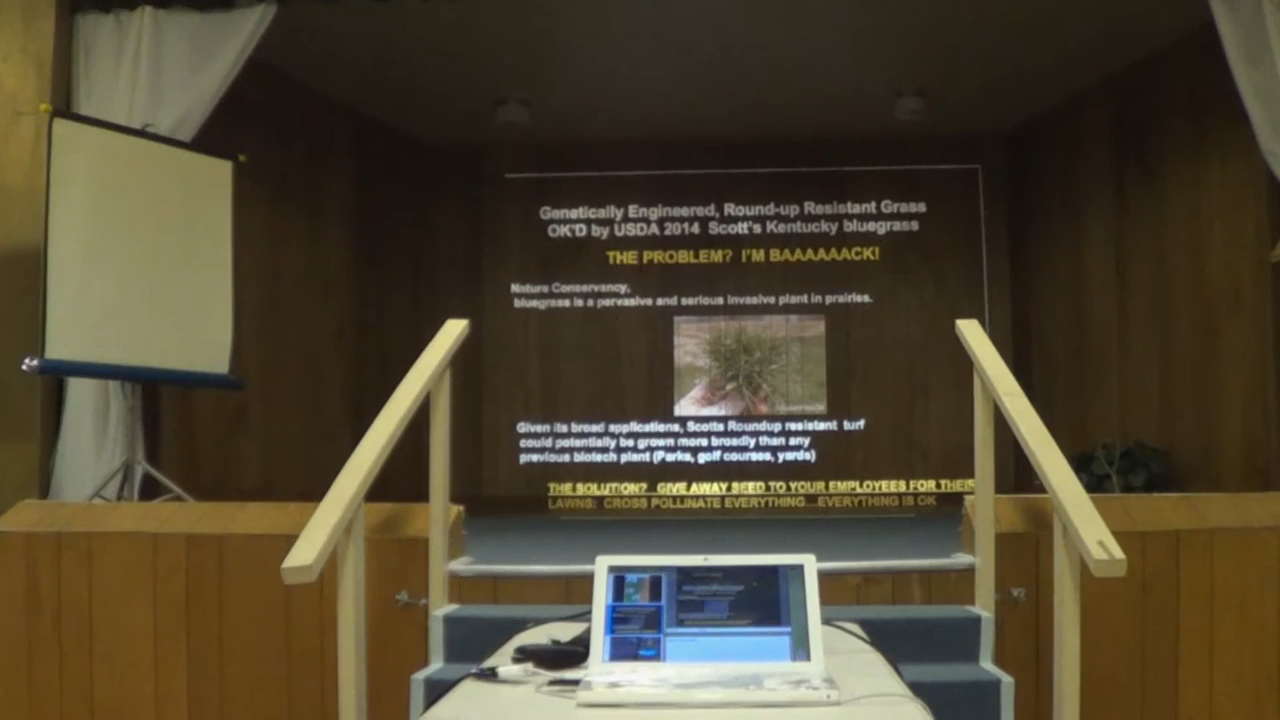 Genetically Engineered, Round-up Resistant Grass
OK'D by USDA 2014 Scott's Kentucky bluegrass
THE PROBLEM? I'M BAAAAAACK!
Nature Conservancy,
bluegrass is a pervasive and serious invasive plant in prairies.
Given its broad applications, Scotts Roundup resistant turf
could potentially be grown more broadly than any
previous biotech plant (Parks, golf courses, yards)
THE SOLUTION? GIVE AWAY SEED TO YOUR EMPLOYEES FOR THEIR
LAWNS: CROSS POLLINATE EVERYTHING...EVERYTHING IS OK